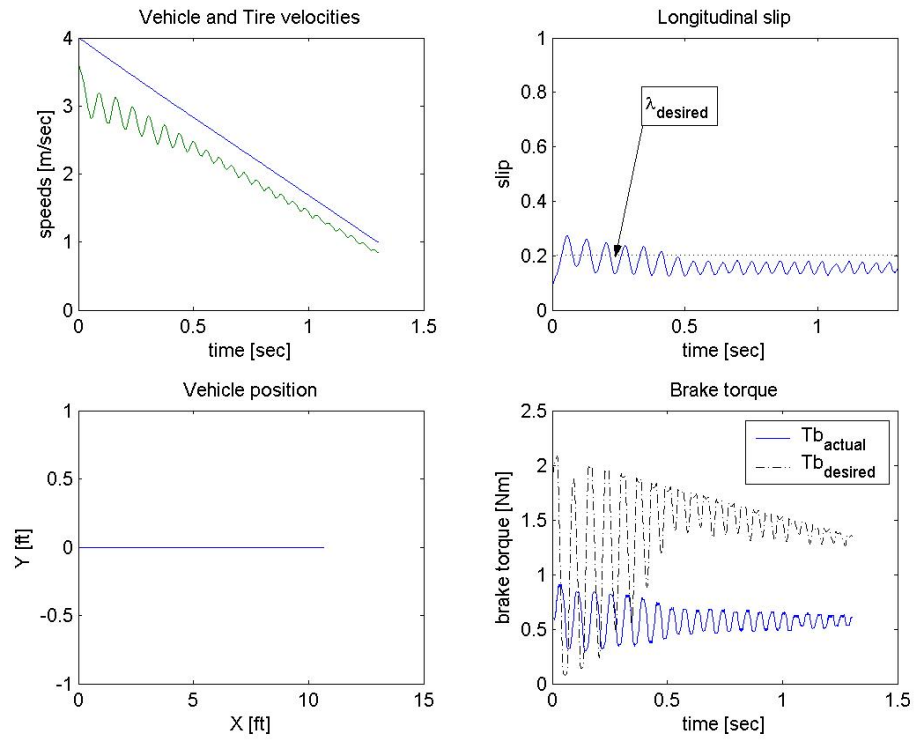 Vehicle and Tire velocities
4
3
2
1
0
speeds [m/sec]
0
0.5
1
1.5
time [sec]
Longitudinal slip
1
0.8
0.6
0.4
0.2
0
slip
λdesired
0
0.5
1
time [sec]
Vehicle position
1
0.5
0
-0.5
-1
Y [ft]
0
5
10
15
X [ft]
Brake torque
2.5
2
1.5
1
0.5
0
brake torque [Nm]
Tbactual
Tbdesired
0
0.5
1
1.5
time [sec]